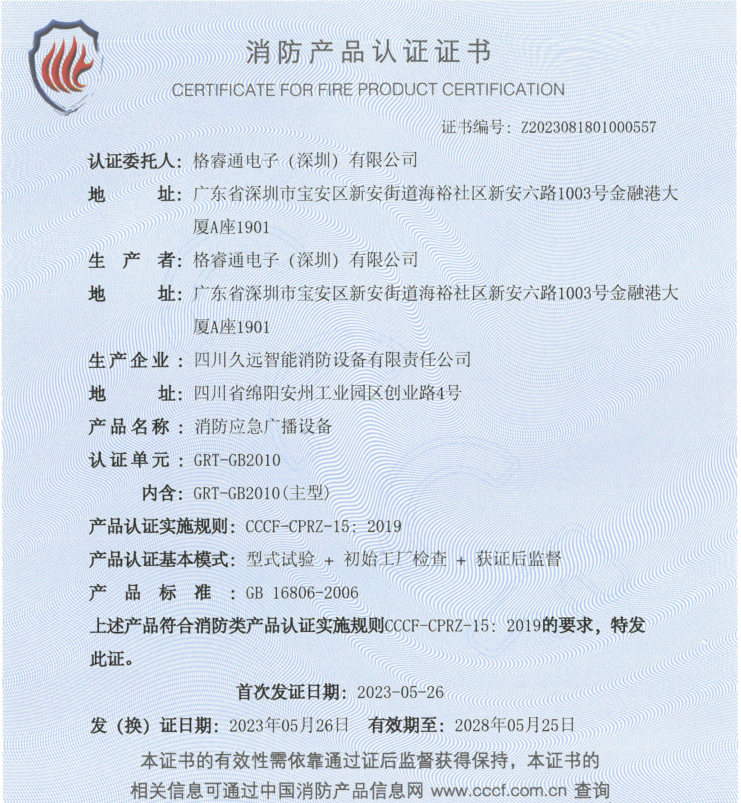 消防产品认证证书
CERTIFICATE FOR FIRE PRODUCT CERTIFICATION
证书编号：Z2023081801000557
认证委托人：格睿通电子（深圳）有限公司
地 址：广东省深圳市宝安区新安街道海裕社区新安六路1003号金融港大
厦A座1901
生 产 者：格睿通电子（深圳）有限公司
地 址：广东省深圳市宝安区新安街道海裕社区新安六路1003号金融港大
厦A座1901
生产企业：四川久远智能消防设备有限责任公司
地 址：四川省绵阳安州工业园区创业路4号
产品名称：消防应急广播设备
认证单元：GRT-GB2010
内含：GRT-GB2010(主型)
产品认证实施规则：CCCF-CPRZ-15：2019
产品认证基本模式：型式试验 + 初始工厂检查 + 获证后监督
产 品 标 准 ：GB 16806-2006
上述产品符合消防类产品认证实施规则CCCF-CPRZ-15：2019的要求，特发
此证。
首次发证日期：2023-05-26
发（换）证日期：2023年05月26日 有效期至：2028年05月25日
本证书的有效性需依靠通过证后监督获得保持，本证书的
相关信息可通过中国消防产品信息网 www.cccf.com.cn 查询